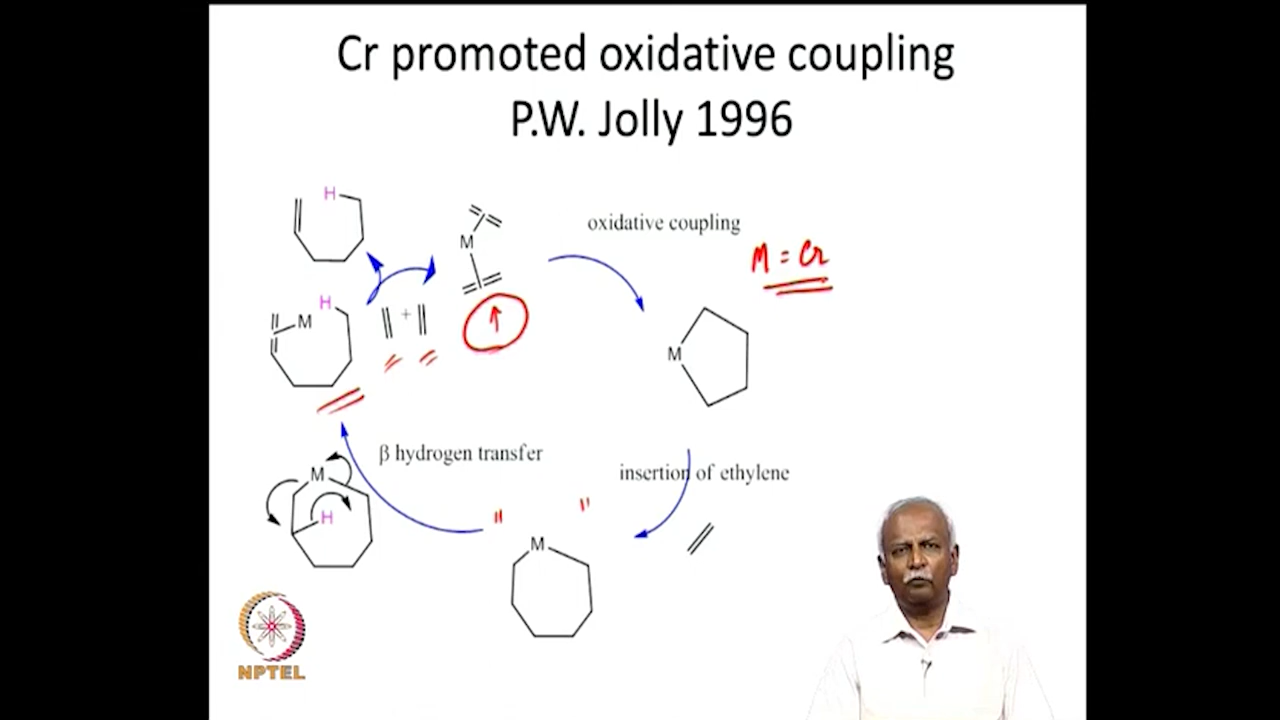 Cr promoted oxidative coupling
P.W. Jolly 1996
H
M
oxidative coupling
M = Cr
H
M
+
M
β hydrogen transfer
insertion of ethylene
M
H
M
NPTEL